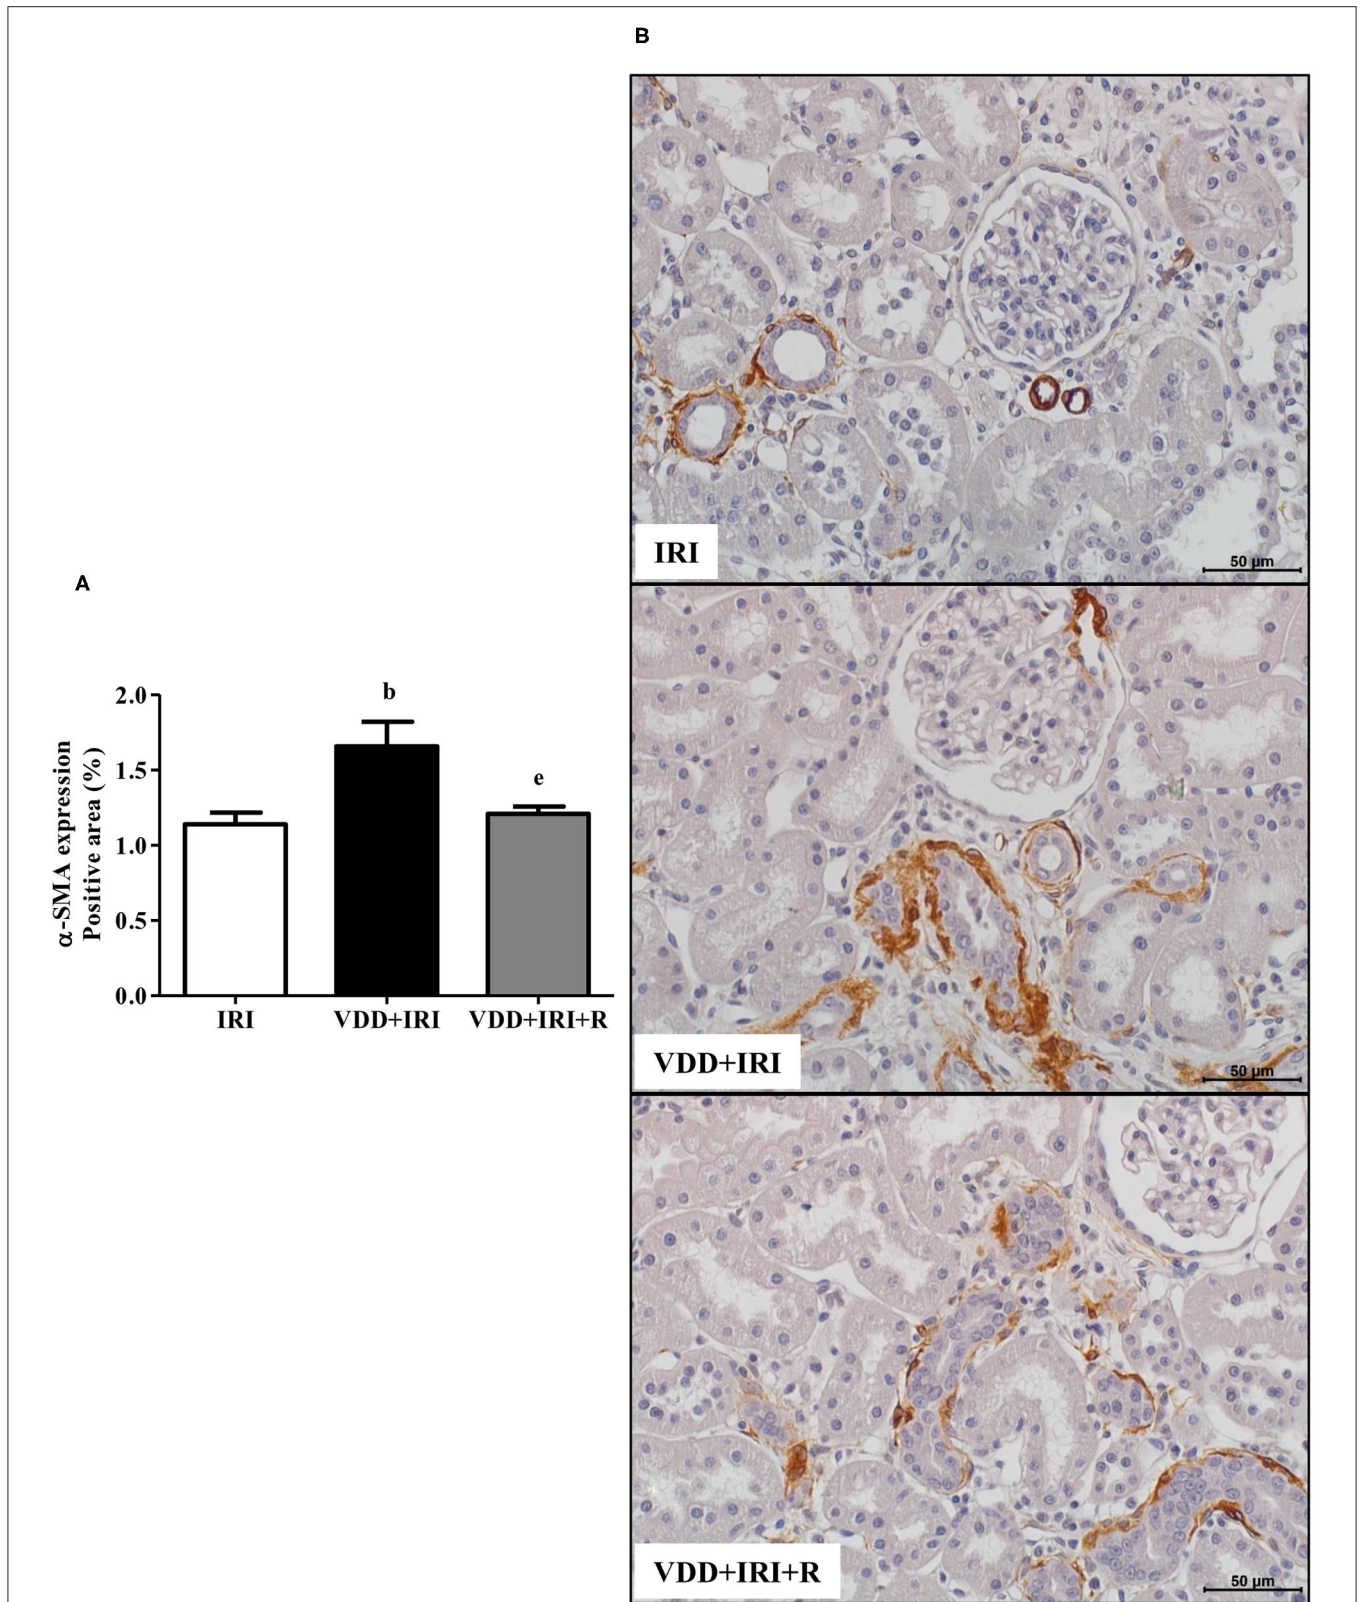 B
IRI
50 µm
A
2.0
b
1.5
e
1.0
0.5
0.0
α-SMA expression
Positive area (%)
IRI VDD+IRI VDD+IRI+R
VDD+IRI
50 µm
VDD+IRI+R
50 µm